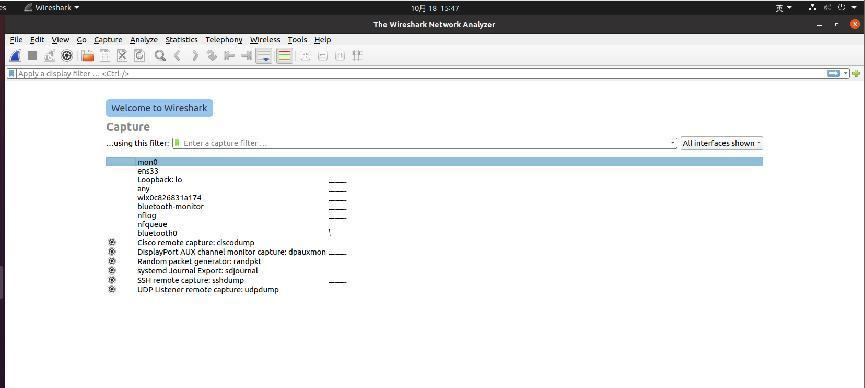 es Wireshark 10月 18 15:47 英
The Wireshark Network Analyzer
File Edit View Go Capture Analyze Statistics Telephony Wireless Tools Help
Apply a display filter ... <Ctrl-/>
Welcome to Wireshark
Capture
...using this filter: Enter a capture filter ... All interfaces shown
mon0
ens33
Loopback: lo
any
wlx0c826831a174
bluetooth-monitor
nflog
nfqueue
bluetooth0
Cisco remote capture: ciscodump
DisplayPort AUX channel monitor capture: dpauxmon
Random packet generator: randpkt
systemd Journal Export: sdjournal
SSH remote capture: sshdump
UDP Listener remote capture: udpdump